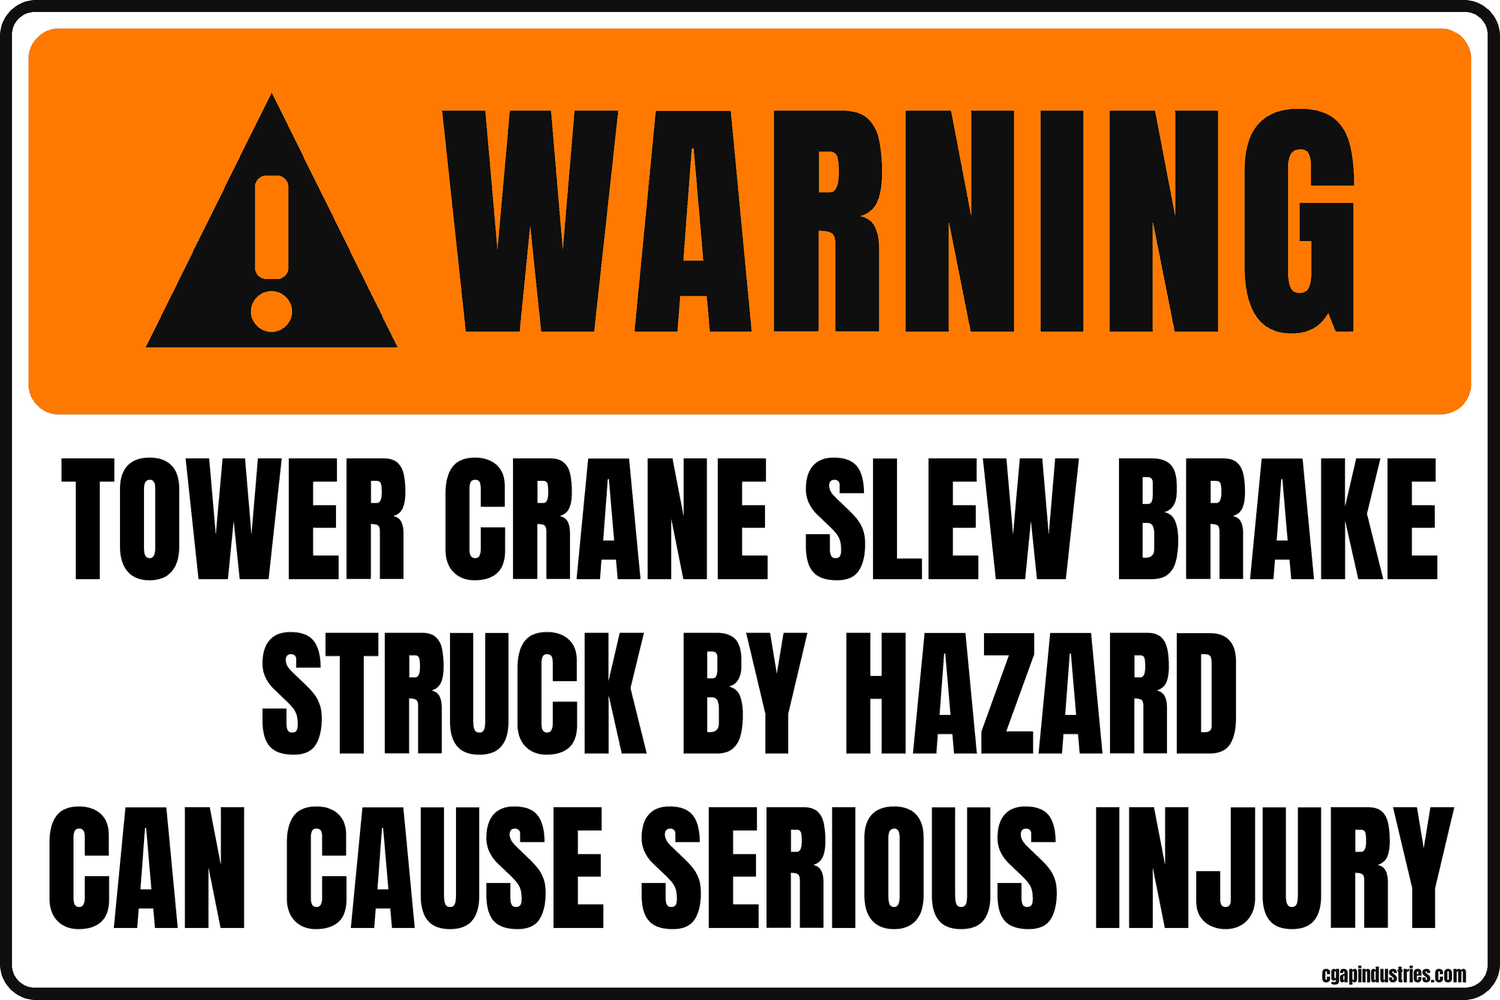 WARNING
TOWER CRANE SLEW BRAKE
STRUCK BY HAZARD
CAN CAUSE SERIOUS INJURY
cgapindustries.com